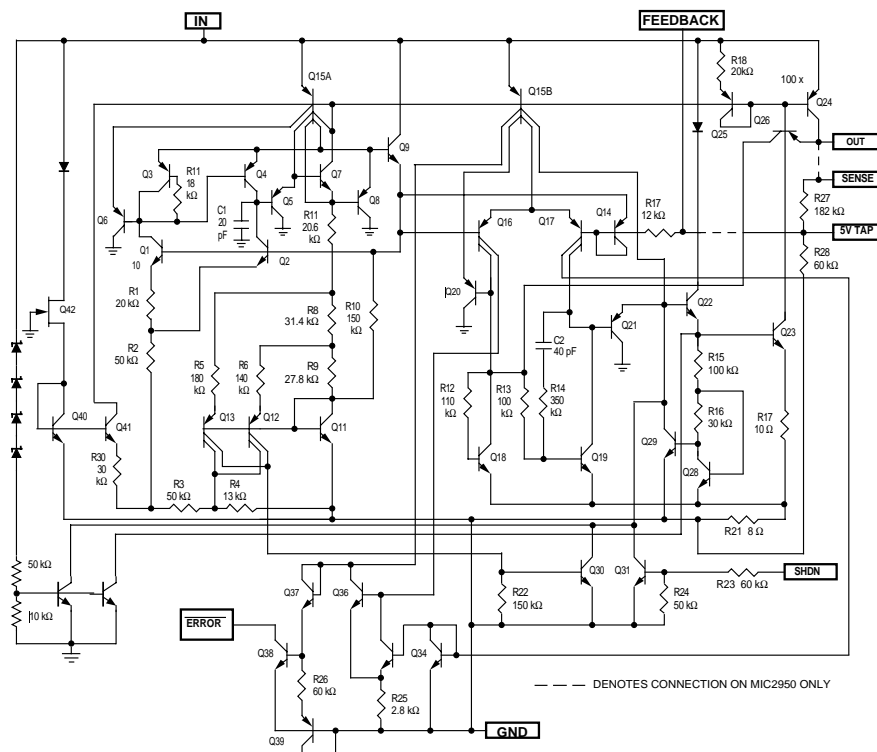 IN
FEEDBACK
R18
20kΩ
100 x
Q15A
Q15B
Q24
Q25
Q26
OUT
Q9
Q3
R11
18
kΩ
Q4
Q7
Q5
Q8
SENSE
C1
20
pF
R11
20.6
kΩ
Q6
Q16
Q17
Q14
R17
12 kΩ
R27
182 kΩ
5V TAP
R28
60 kΩ
Q1
10
Q2
R1
20 kΩ
R10
150
kΩ
Q20
Q42
R8
31.4 kΩ
Q21
Q22
Q23
R2
50 kΩ
C2
40 pF
R5
180
kΩ
R6
140
kΩ
R9
27.8 kΩ
R15
100 kΩ
R12
110
kΩ
R13
100
kΩ
R14
350
kΩ
R16
30 kΩ
R17
10 Ω
Q40
Q41
Q13
Q12
Q11
Q29
R30
30
kΩ
Q18
Q19
Q28
R3
50 kΩ
R4
13 kΩ
R21 8 Ω
50 kΩ
10 kΩ
Q37
Q36
R22
150 kΩ
Q30
Q31
R24
50 kΩ
R23 60 kΩ
SHDN
ERROR
Q38
Q34
R26
60 kΩ
R25
2.8 kΩ
DENOTES CONNECTION ON MIC2950 ONLY
Q39
GND